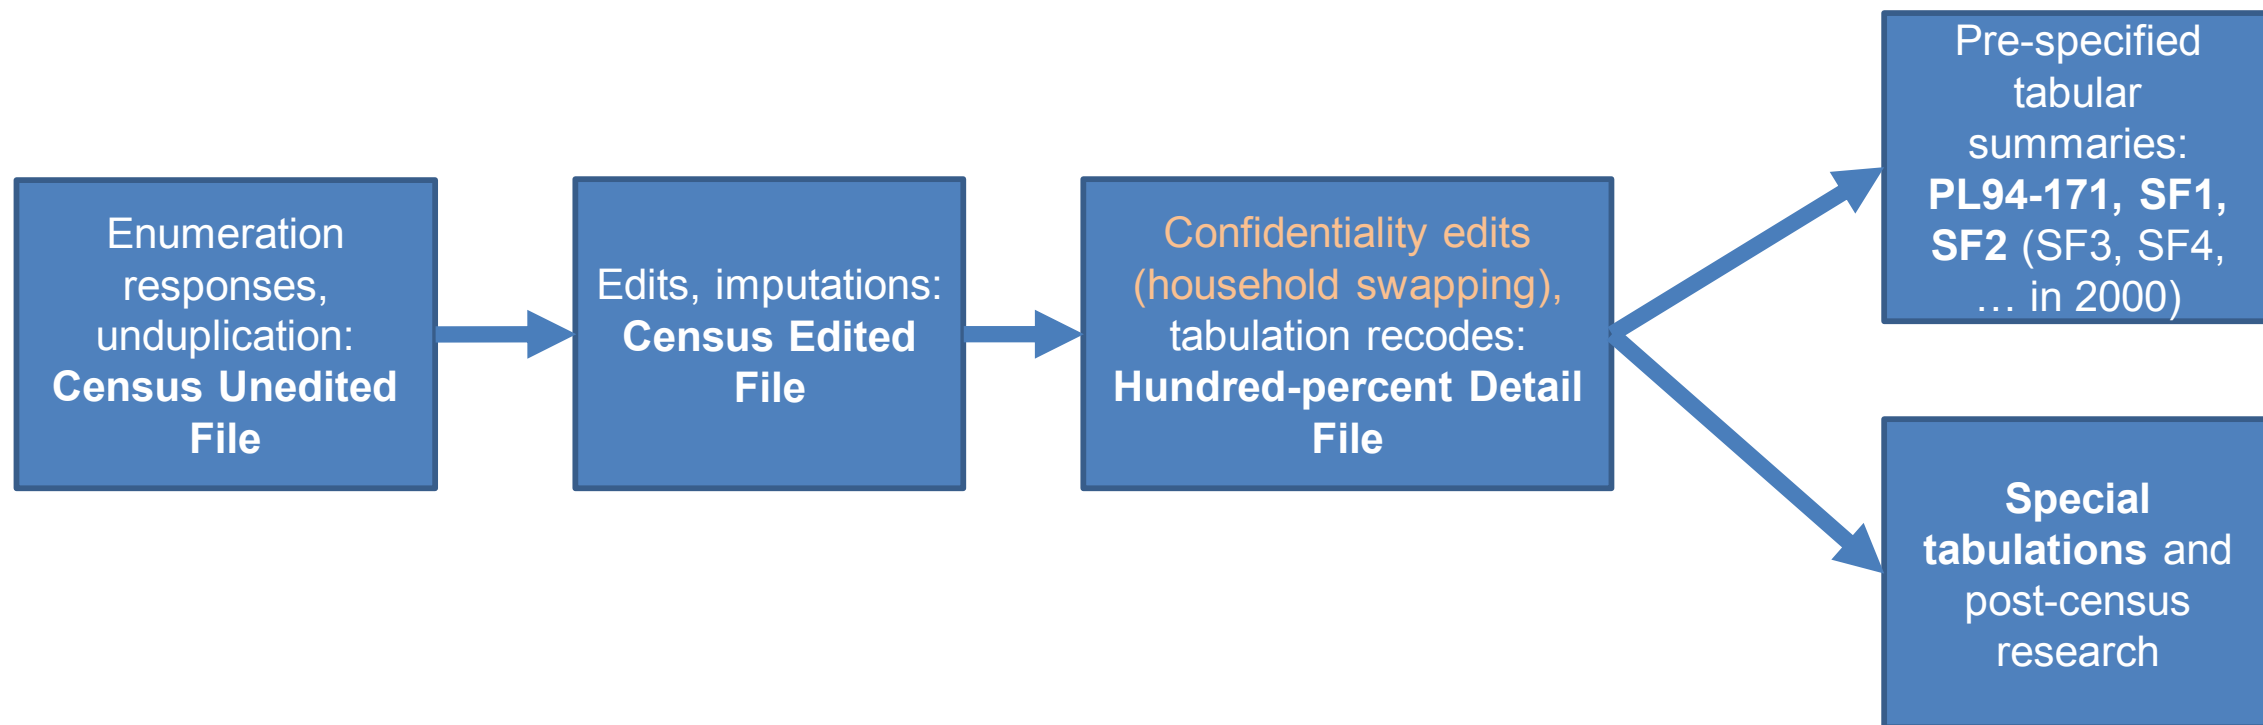 Enumeration
responses,
unduplication:
Census Unedited
File
Edits, imputations:
Census Edited
File
Confidentiality edits
(household swapping),
tabulation recodes:
Hundred-percent Detail
File
Pre-specified
tabular
summaries:
PL94-171, SF1,
SF2 (SF3, SF4,
… in 2000)
Special
tabulations and
post-census
research